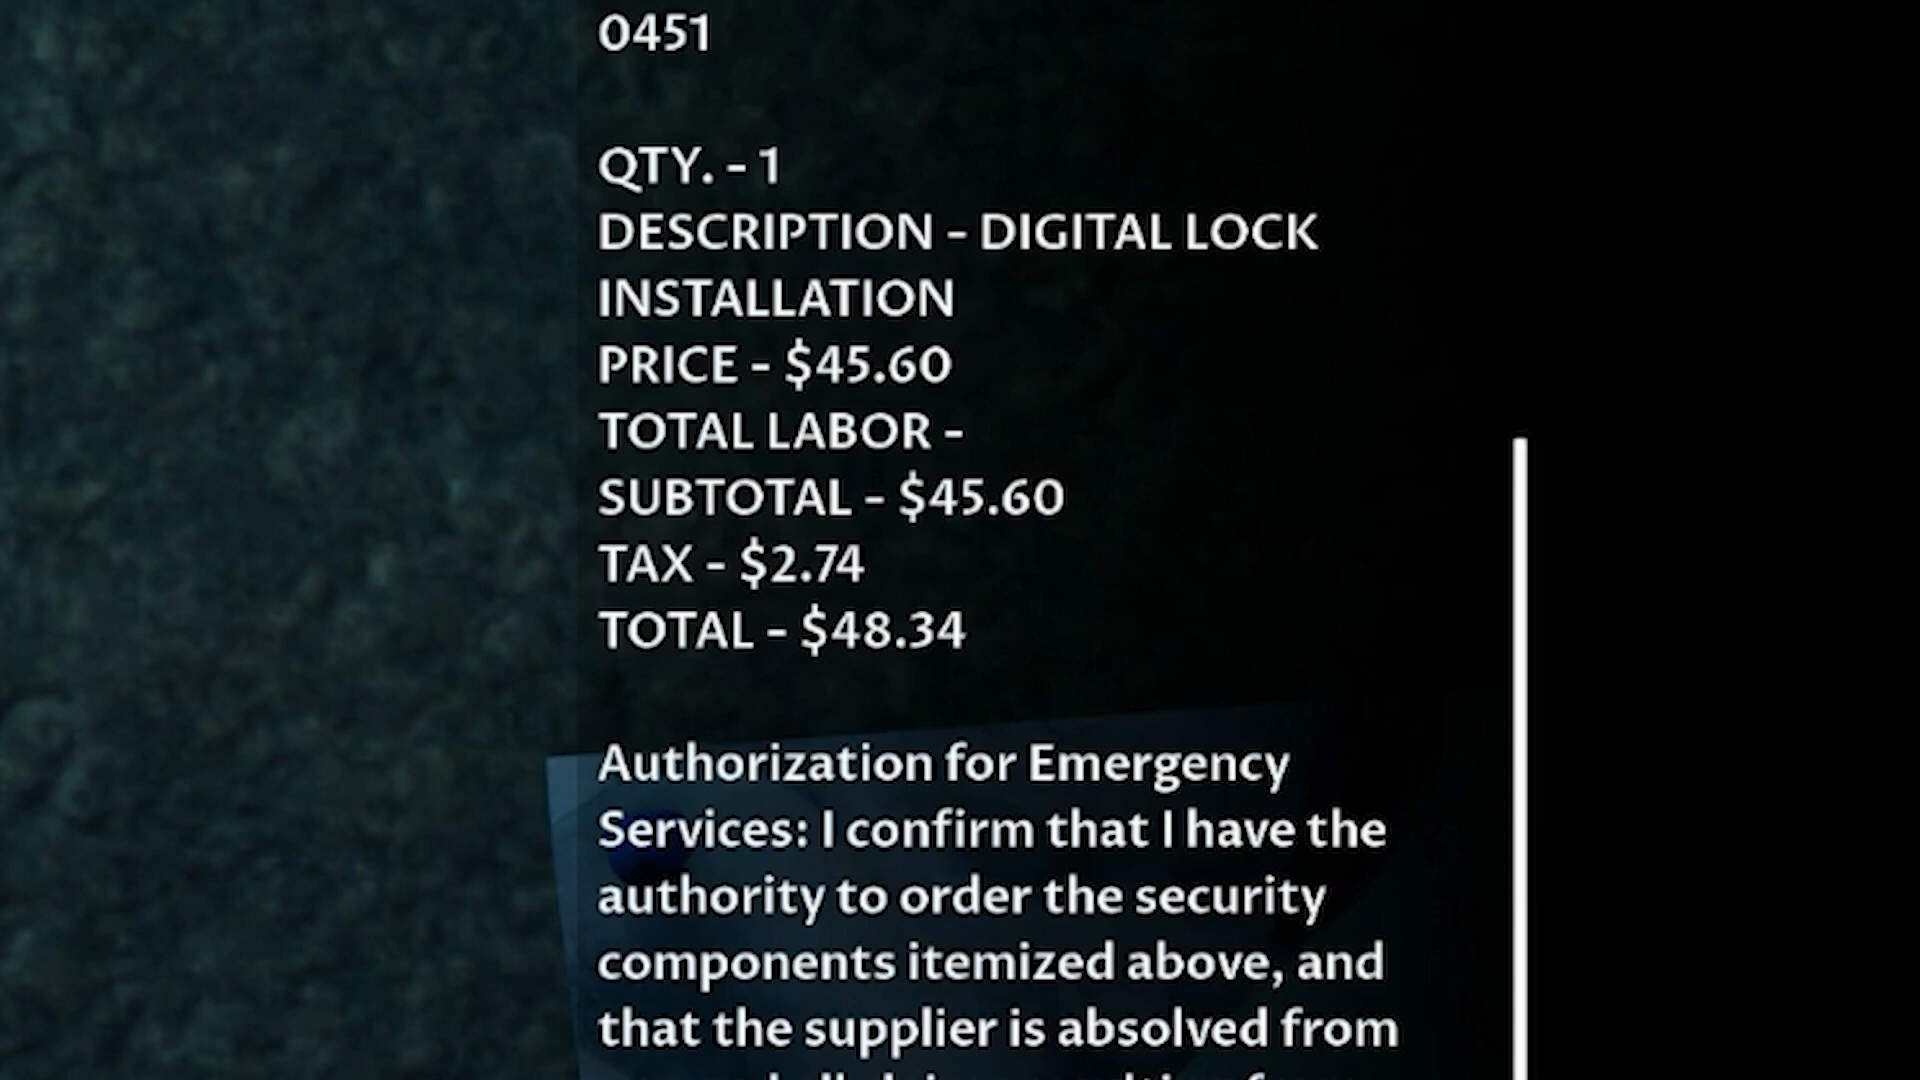 0451
QTY. - 1
DESCRIPTION - DIGITAL LOCK
INSTALLATION
PRICE - $45.60
TOTAL LABOR -
SUBTOTAL - $45.60
TAX - $2.74
TOTAL - $48.34
Authorization for Emergency
Services: I confirm that I have the
authority to order the security
components itemized above, and
that the supplier is absolved from